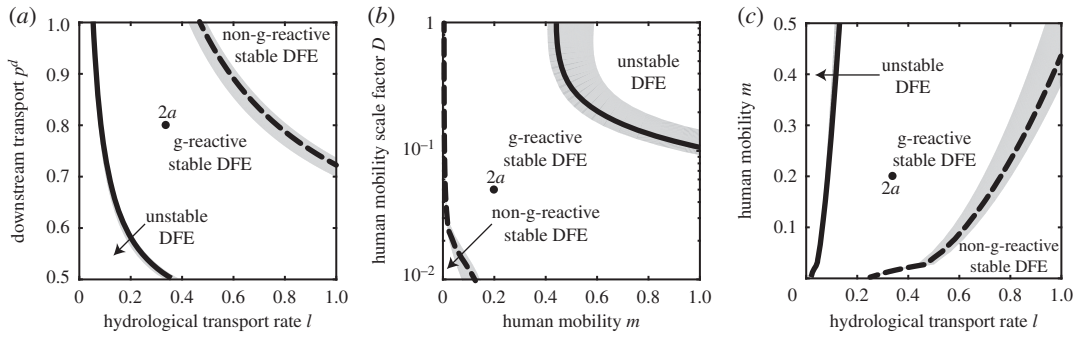 (a)
1.0
0.9
0.8
0.7
0.6
0.5
downstream transport p^d
non-g-reactive
stable DFE
2a
g-reactive
stable DFE
unstable
DFE
0 0.2 0.4 0.6 0.8 1.0
hydrological transport rate l
(b)
1
10^-1
10^-2
human mobility scale factor D
unstable
DFE
g-reactive
stable DFE
2a
non-g-reactive
stable DFE
0 0.2 0.4 0.6 0.8 1.0
human mobility m
(c)
0.5
0.4
0.3
0.2
0.1
human mobility m
unstable
DFE
g-reactive
stable DFE
2a
non-g-reactive
stable DFE
0 0.2 0.4 0.6 0.8 1.0
hydrological transport rate l